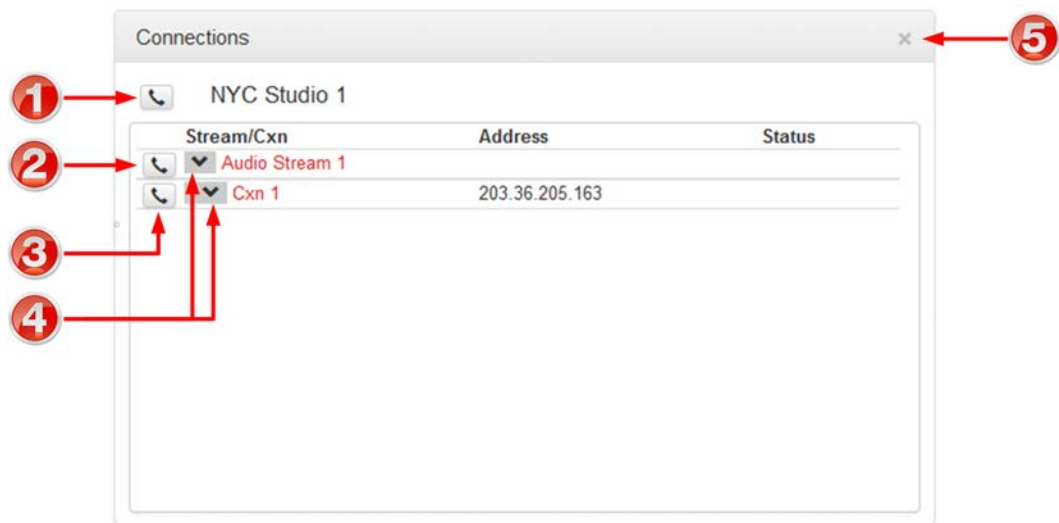 Connections
5
1
NYC Studio 1
Stream/Cxn Address Status
2
Audio Stream 1
Cxn 1 203.36.205.163
3
4